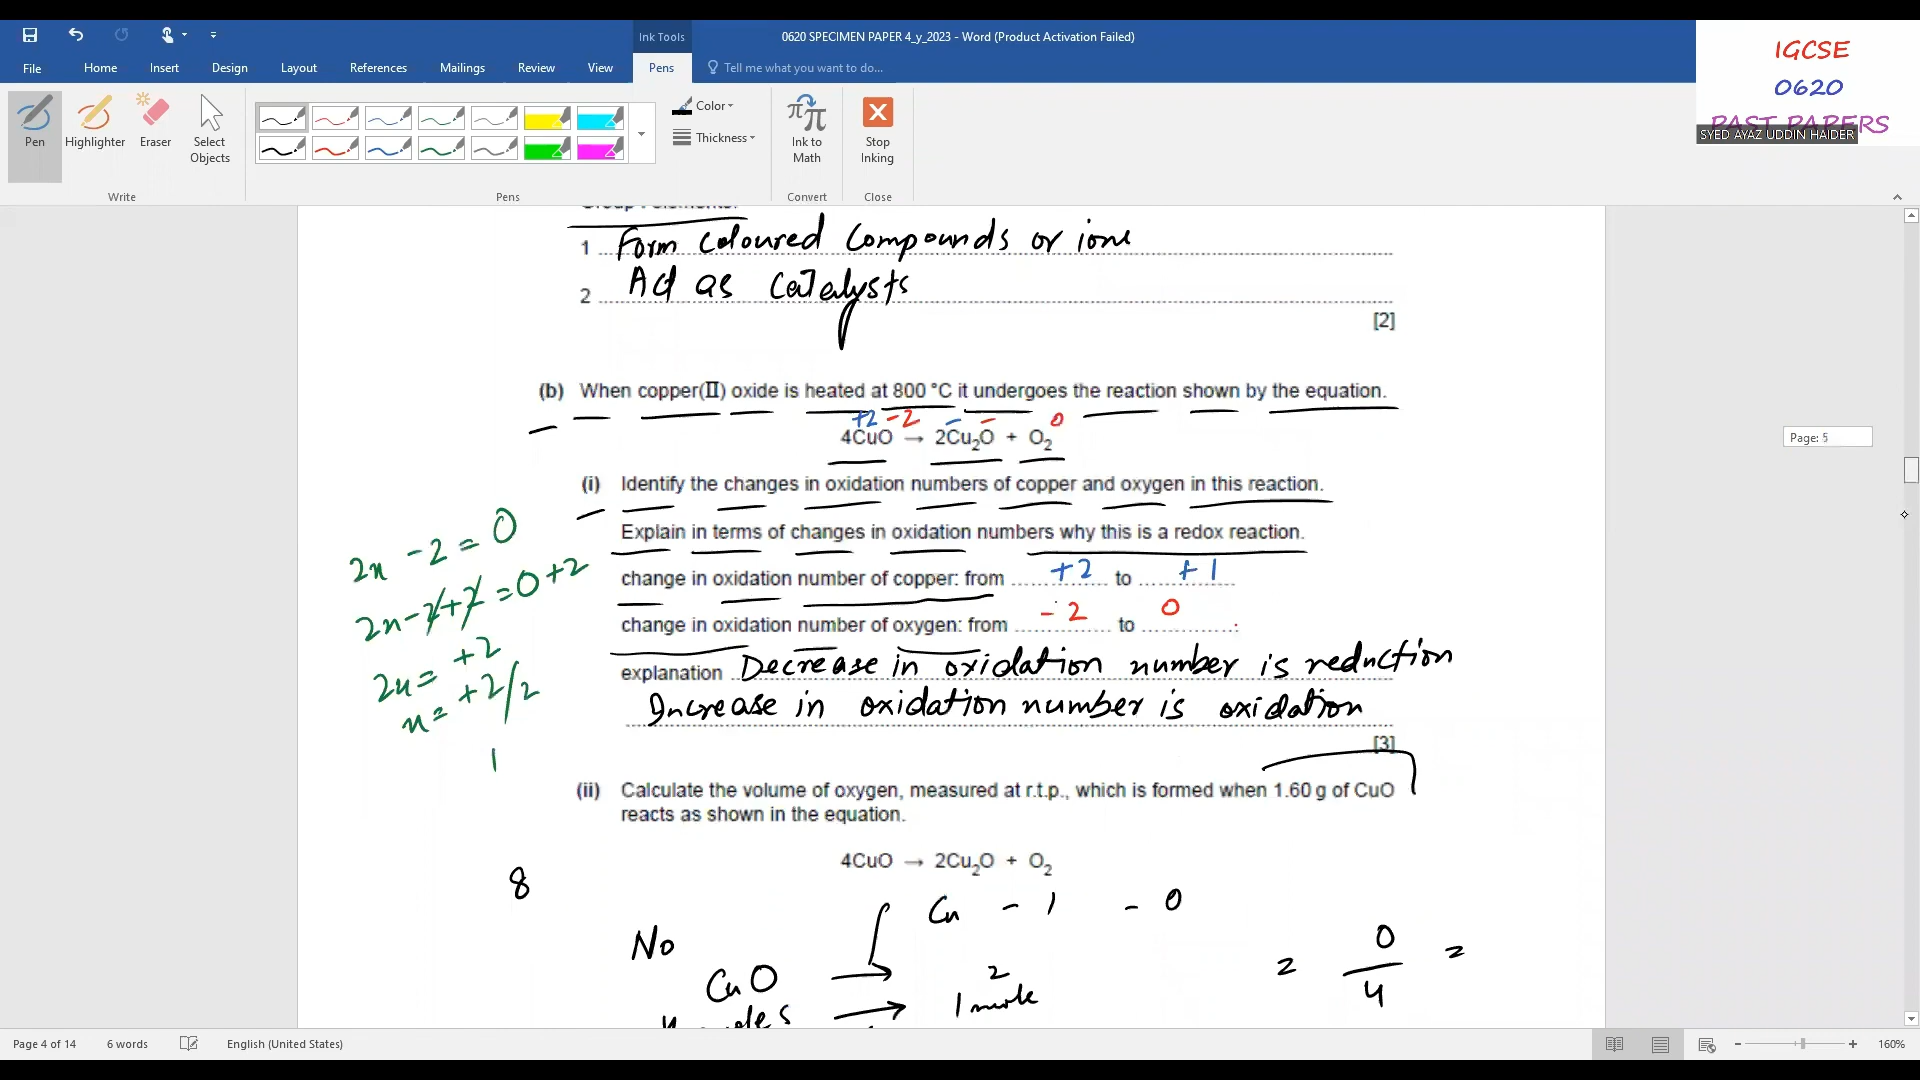 0620 SPECIMEN PAPER 4_y_2023 - Word (Product Activation Failed)
Ink Tools
File Home Insert Design Layout References Mailings Review View Pens Tell me what you want to do...
IGCSE
0620
PAST PAPERS
SYED AYAZ UDDIN HAIDER
Pen Highlighter Eraser Select Objects
Color
Thickness
Ink to Math
Stop Inking
Write Pens Convert Close
1 Form coloured compounds or ions
2 Act as catalysts
[2]
(b) When copper(II) oxide is heated at 800 °C it undergoes the reaction shown by the equation.
+2 -2 - - 0
4CuO → 2Cu₂O + O₂
(i) Identify the changes in oxidation numbers of copper and oxygen in this reaction.
Explain in terms of changes in oxidation numbers why this is a redox reaction.
change in oxidation number of copper: from +2 to +1
change in oxidation number of oxygen: from -2 to 0
explanation Decrease in oxidation number is reduction
Increase in oxidation number is oxidation
[3]
2x -2 = 0
2x -2+2 = 0+2
2x = +2
x = +2/2
1
(ii) Calculate the volume of oxygen, measured at r.t.p., which is formed when 1.60 g of CuO
reacts as shown in the equation.
4CuO → 2Cu₂O + O₂
8
Cu - 1 - 0
No
CuO → 2
→ 1 mole
= 0/4 =
Page: 5
Page 4 of 14 6 words English (United States) 160%